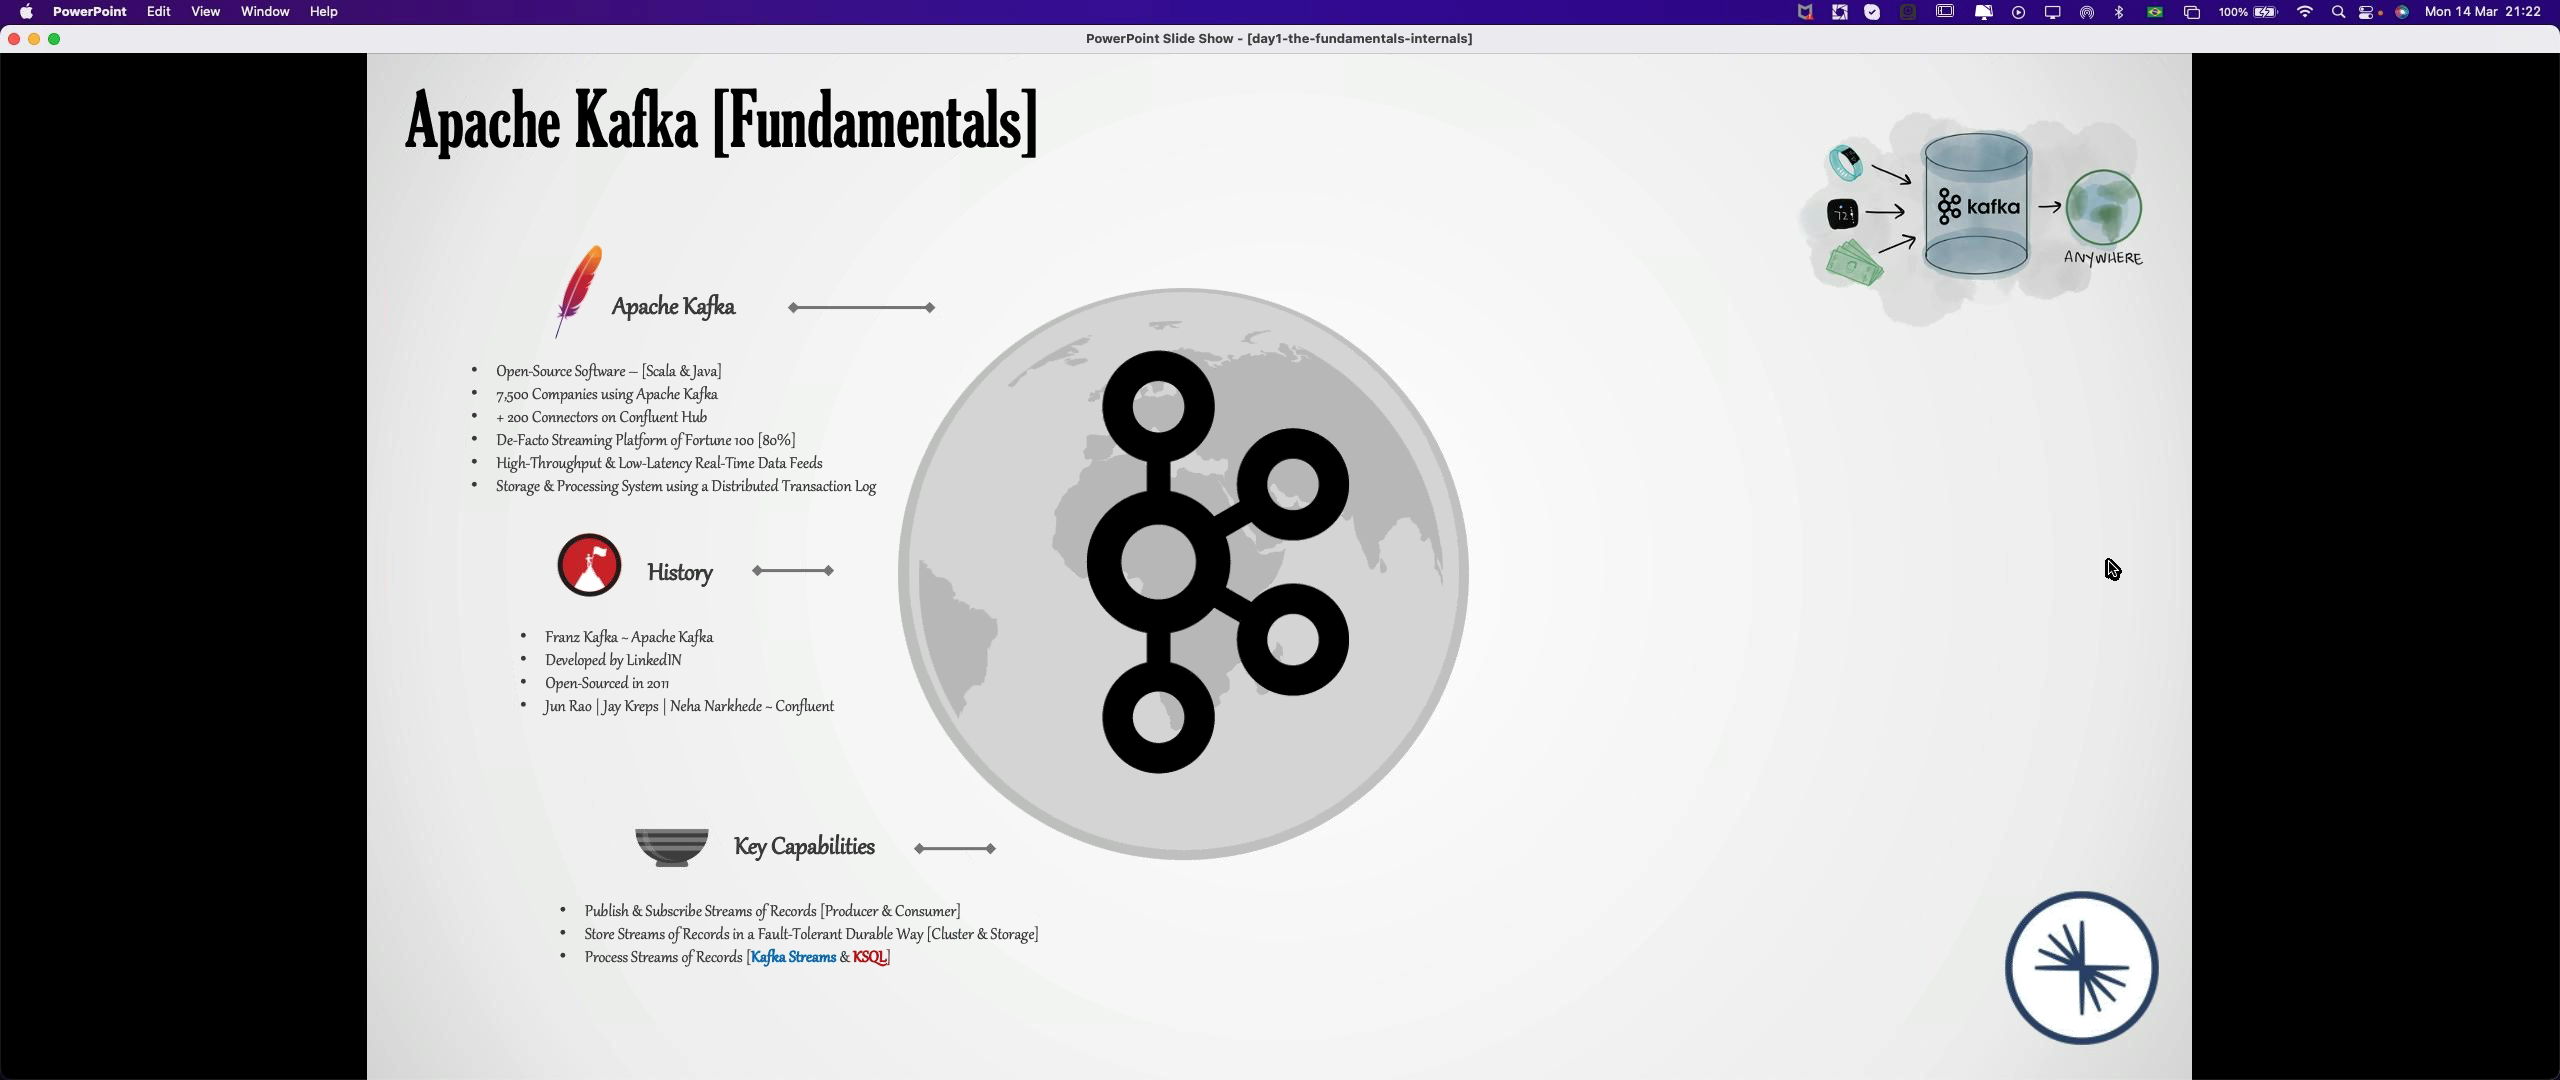 PowerPoint Edit View Window Help
100% Mon 14 Mar 21:22
PowerPoint Slide Show - [day1-the-fundamentals-internals]
Apache Kafka [Fundamentals]
72
kafka
ANYWHERE
Apache Kafka
• Open-Source Software – [Scala & Java]
• 7,500 Companies using Apache Kafka
• + 200 Connectors on Confluent Hub
• De-Facto Streaming Platform of Fortune 100 [80%]
• High-Throughput & Low-Latency Real-Time Data Feeds
• Storage & Processing System using a Distributed Transaction Log
History
• Franz Kafka ~ Apache Kafka
• Developed by LinkedIN
• Open-Sourced in 2011
• Jun Rao | Jay Kreps | Neha Narkhede ~ Confluent
Key Capabilities
• Publish & Subscribe Streams of Records [Producer & Consumer]
• Store Streams of Records in a Fault-Tolerant Durable Way [Cluster & Storage]
• Process Streams of Records [Kafka Streams & KSQL]